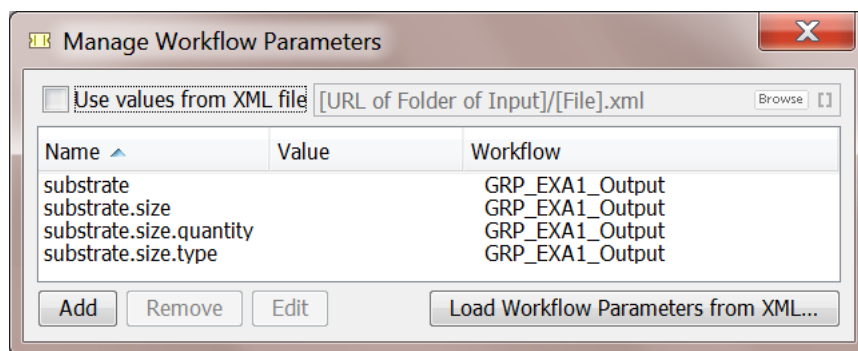 Manage Workflow Parameters
X
Use values from XML file [URL of Folder of Input]/[File].xml Browse []
Name Value Workflow
substrate GRP_EXA1_Output
substrate.size GRP_EXA1_Output
substrate.size.quantity GRP_EXA1_Output
substrate.size.type GRP_EXA1_Output
Add Remove Edit Load Workflow Parameters from XML...